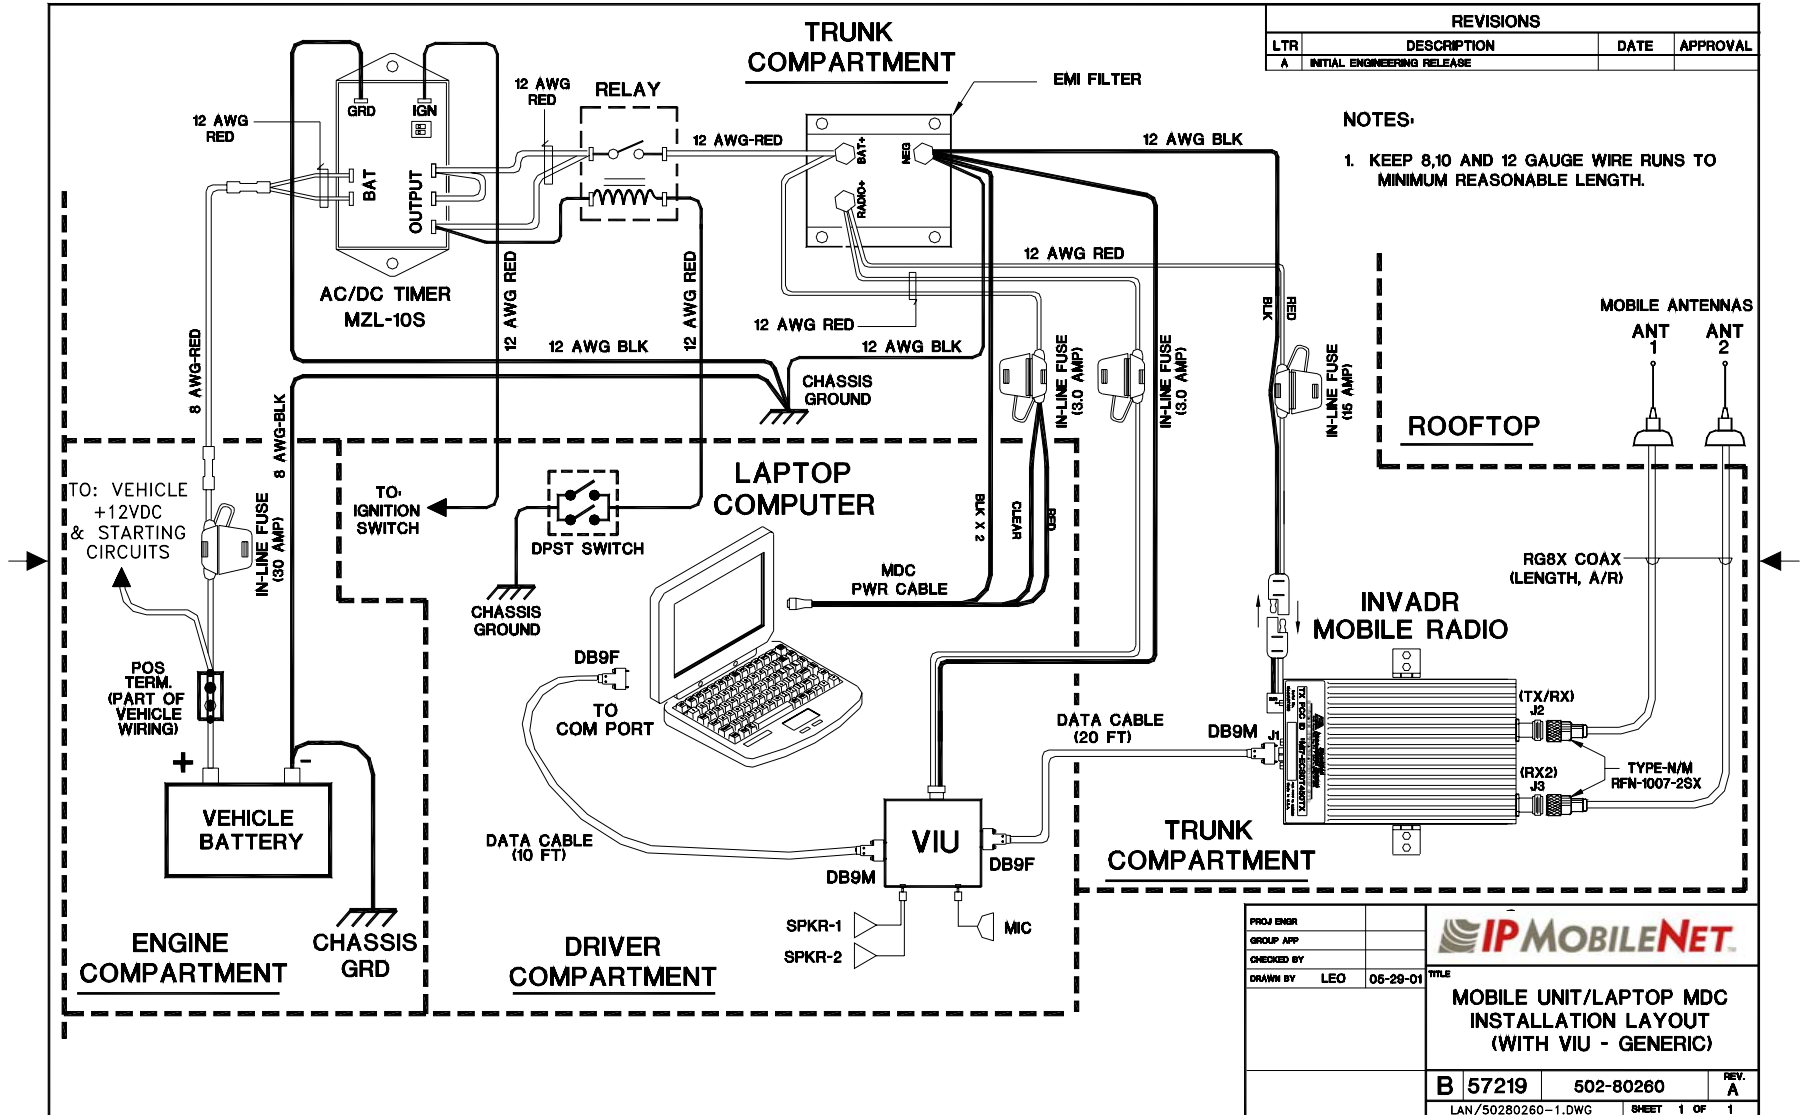 TRUNK
COMPARTMENT
REVISIONS
LTR DESCRIPTION DATE APPROVAL
A INITIAL ENGINEERING RELEASE
EMI FILTER
NOTES:
1. KEEP 8,10 AND 12 GAUGE WIRE RUNS TO
MINIMUM REASONABLE LENGTH.
12 AWG
RED
GRD
IGN
BAT
OUTPUT
AC/DC TIMER
MZL-10S
12 AWG
RED
RELAY
12 AWG-RED
BAT+
NEG
RADIO+
12 AWG BLK
12 AWG RED
12 AWG RED
12 AWG RED
12 AWG RED
12 AWG BLK
12 AWG BLK
CHASSIS
GROUND
IN-LINE FUSE
(3.0 AMP)
IN-LINE FUSE
(3.0 AMP)
BLK
RED
IN-LINE FUSE
(15 AMP)
MOBILE ANTENNAS
ANT
1
ANT
2
ROOFTOP
8 AWG-RED
8 AWG-BLK
TO: VEHICLE
+12VDC
& STARTING
CIRCUITS
IN-LINE FUSE
(30 AMP)
TO:
IGNITION
SWITCH
DPST SWITCH
CHASSIS
GROUND
LAPTOP
COMPUTER
BLK X 2
CLEAR
RED
MDC
PWR CABLE
RG8X COAX
(LENGTH, A/R)
INVADR
MOBILE RADIO
POS
TERM.
(PART OF
VEHICLE
WIRING)
+
-
VEHICLE
BATTERY
DB9F
TO
COM PORT
DATA CABLE
(20 FT)
DB9M
J1
(TX/RX)
J2
(RX2)
J3
TYPE-N/M
RFN-1007-2SX
DATA CABLE
(10 FT)
VIU
DB9M
DB9F
TRUNK
COMPARTMENT
SPKR-1
SPKR-2
MIC
ENGINE
COMPARTMENT
CHASSIS
GRD
DRIVER
COMPARTMENT
PROJ ENGR
GROUP APP
CHECKED BY
DRAWN BY LEO 05-29-01
IPMOBILENET
TITLE
MOBILE UNIT/LAPTOP MDC
INSTALLATION LAYOUT
(WITH VIU - GENERIC)
B 57219 502-80260 REV. A
LAN/50280260-1.DWG SHEET 1 OF 1